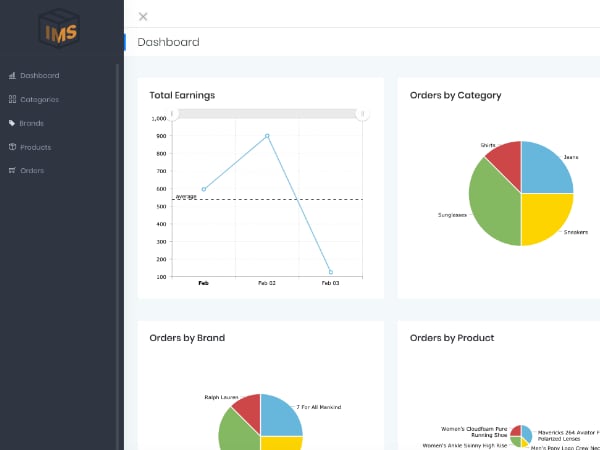 IMS
Dashboard
Dashboard
Categories
Brands
Products
Orders
Total Earnings
1,000
900
800
700
600
500
400
300
200
100
average
Feb
Feb 02
Feb 03
Orders by Category
Shirts
Jeans
Sunglases
Sneakers
Orders by Brand
Ralph Lauren
7 For All Mankind
Orders by Product
Women's Cloudfoam Pure
Running Shoe
Women's Ankle Skinny High Rise
Mavericks 264 Aviator F
Polarized Lenses
Men's Pony Logo Crew Nec